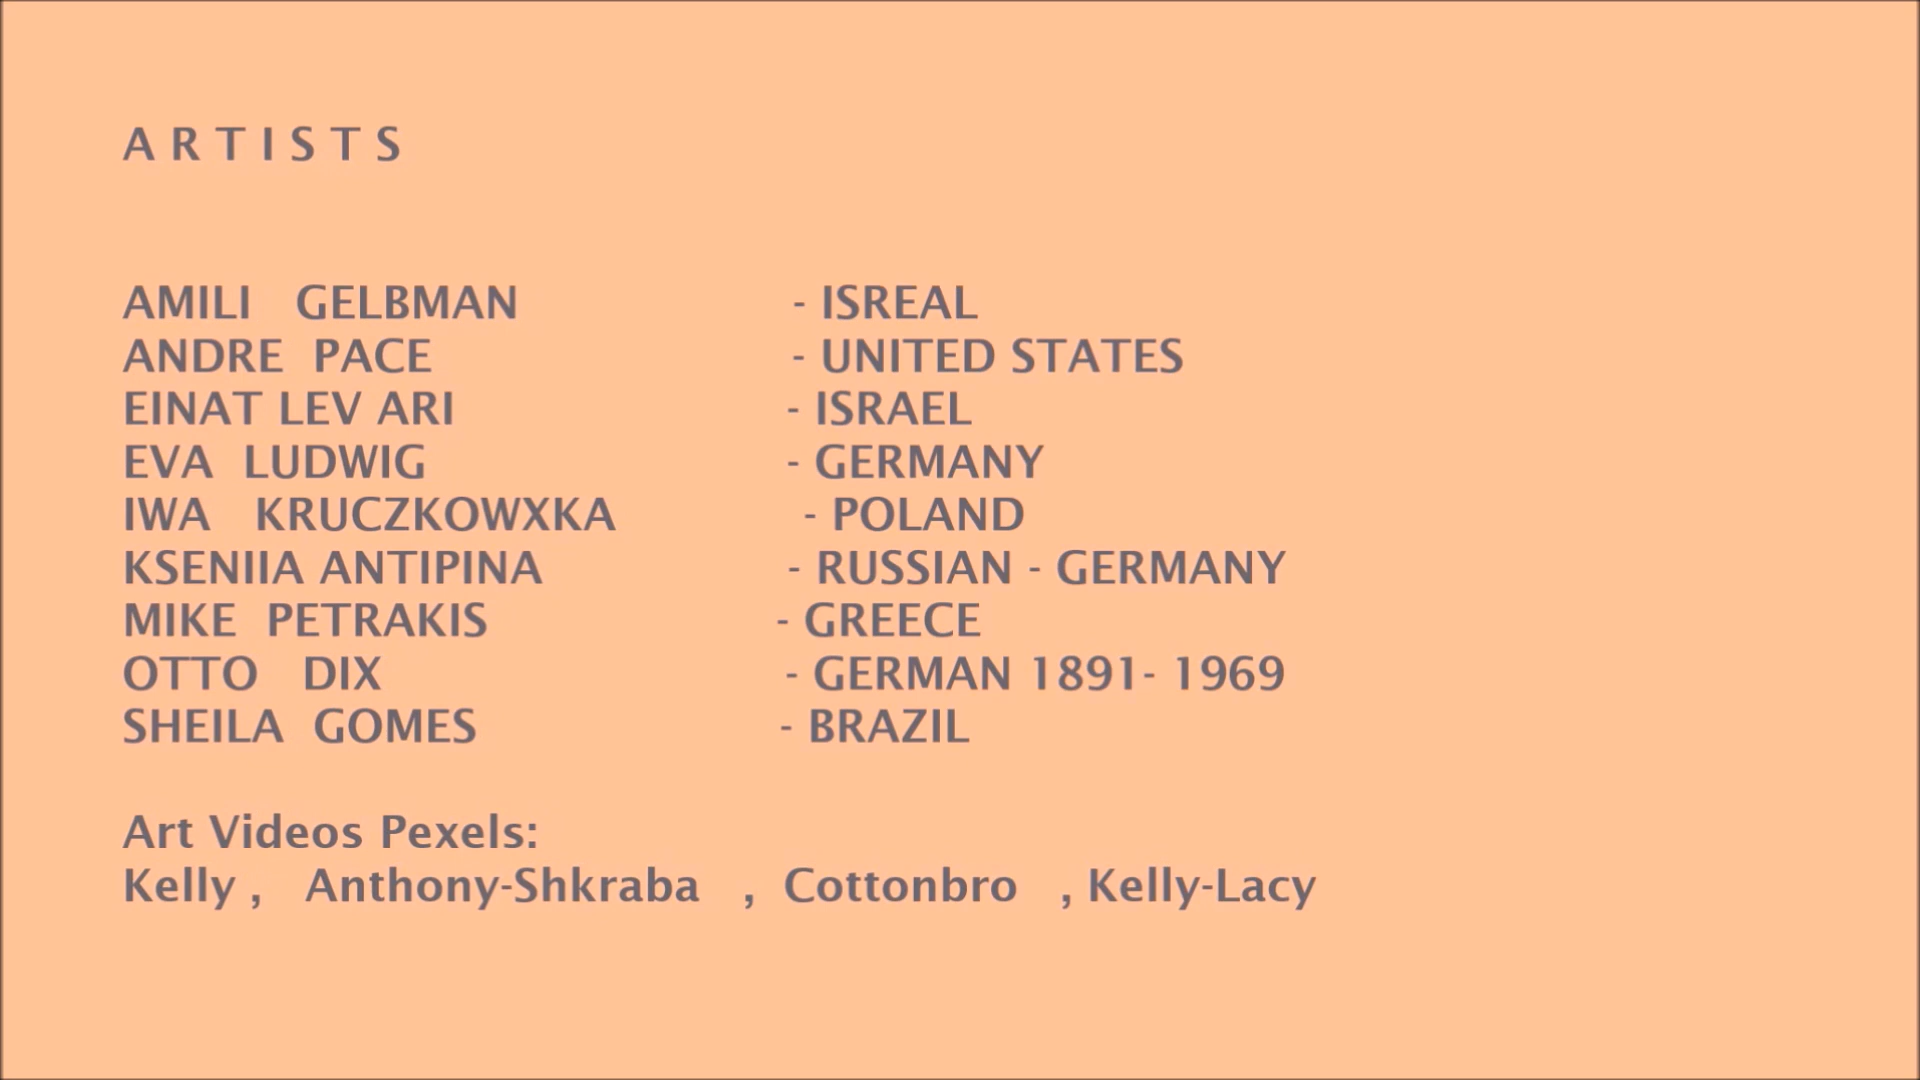 A R T I S T S
AMILI GELBMAN - ISREAL
ANDRE PACE - UNITED STATES
EINAT LEV ARI - ISRAEL
EVA LUDWIG - GERMANY
IWA KRUCZKOWXKA - POLAND
KSENIIA ANTIPINA - RUSSIAN - GERMANY
MIKE PETRAKIS - GREECE
OTTO DIX - GERMAN 1891- 1969
SHEILA GOMES - BRAZIL
Art Videos Pexels:
Kelly , Anthony-Shkraba , Cottonbro , Kelly-Lacy